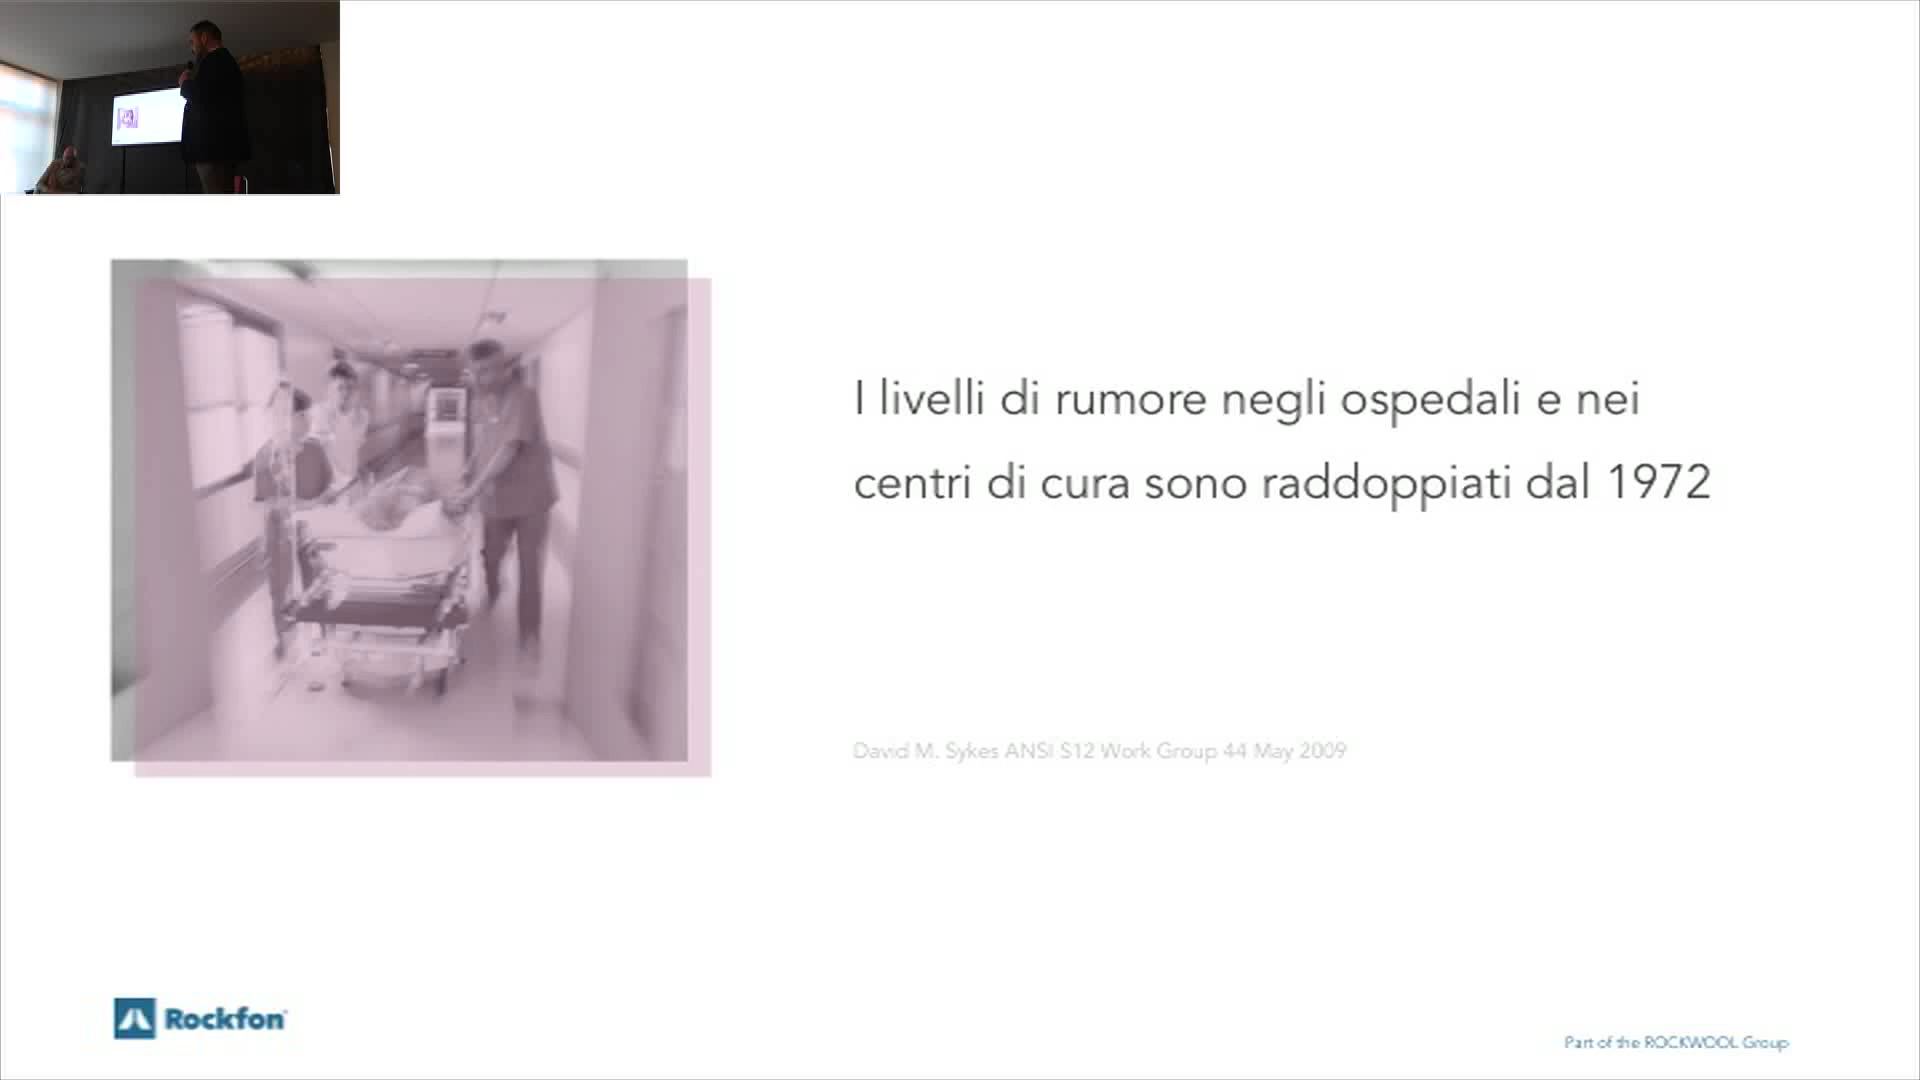 I livelli di rumore negli ospedali e nei
centri di cura sono raddoppiati dal 1972
David M. Sykes ANSI S12 Work Group 44 May 2009
Rockfon
Part of the ROCKWOOL Group